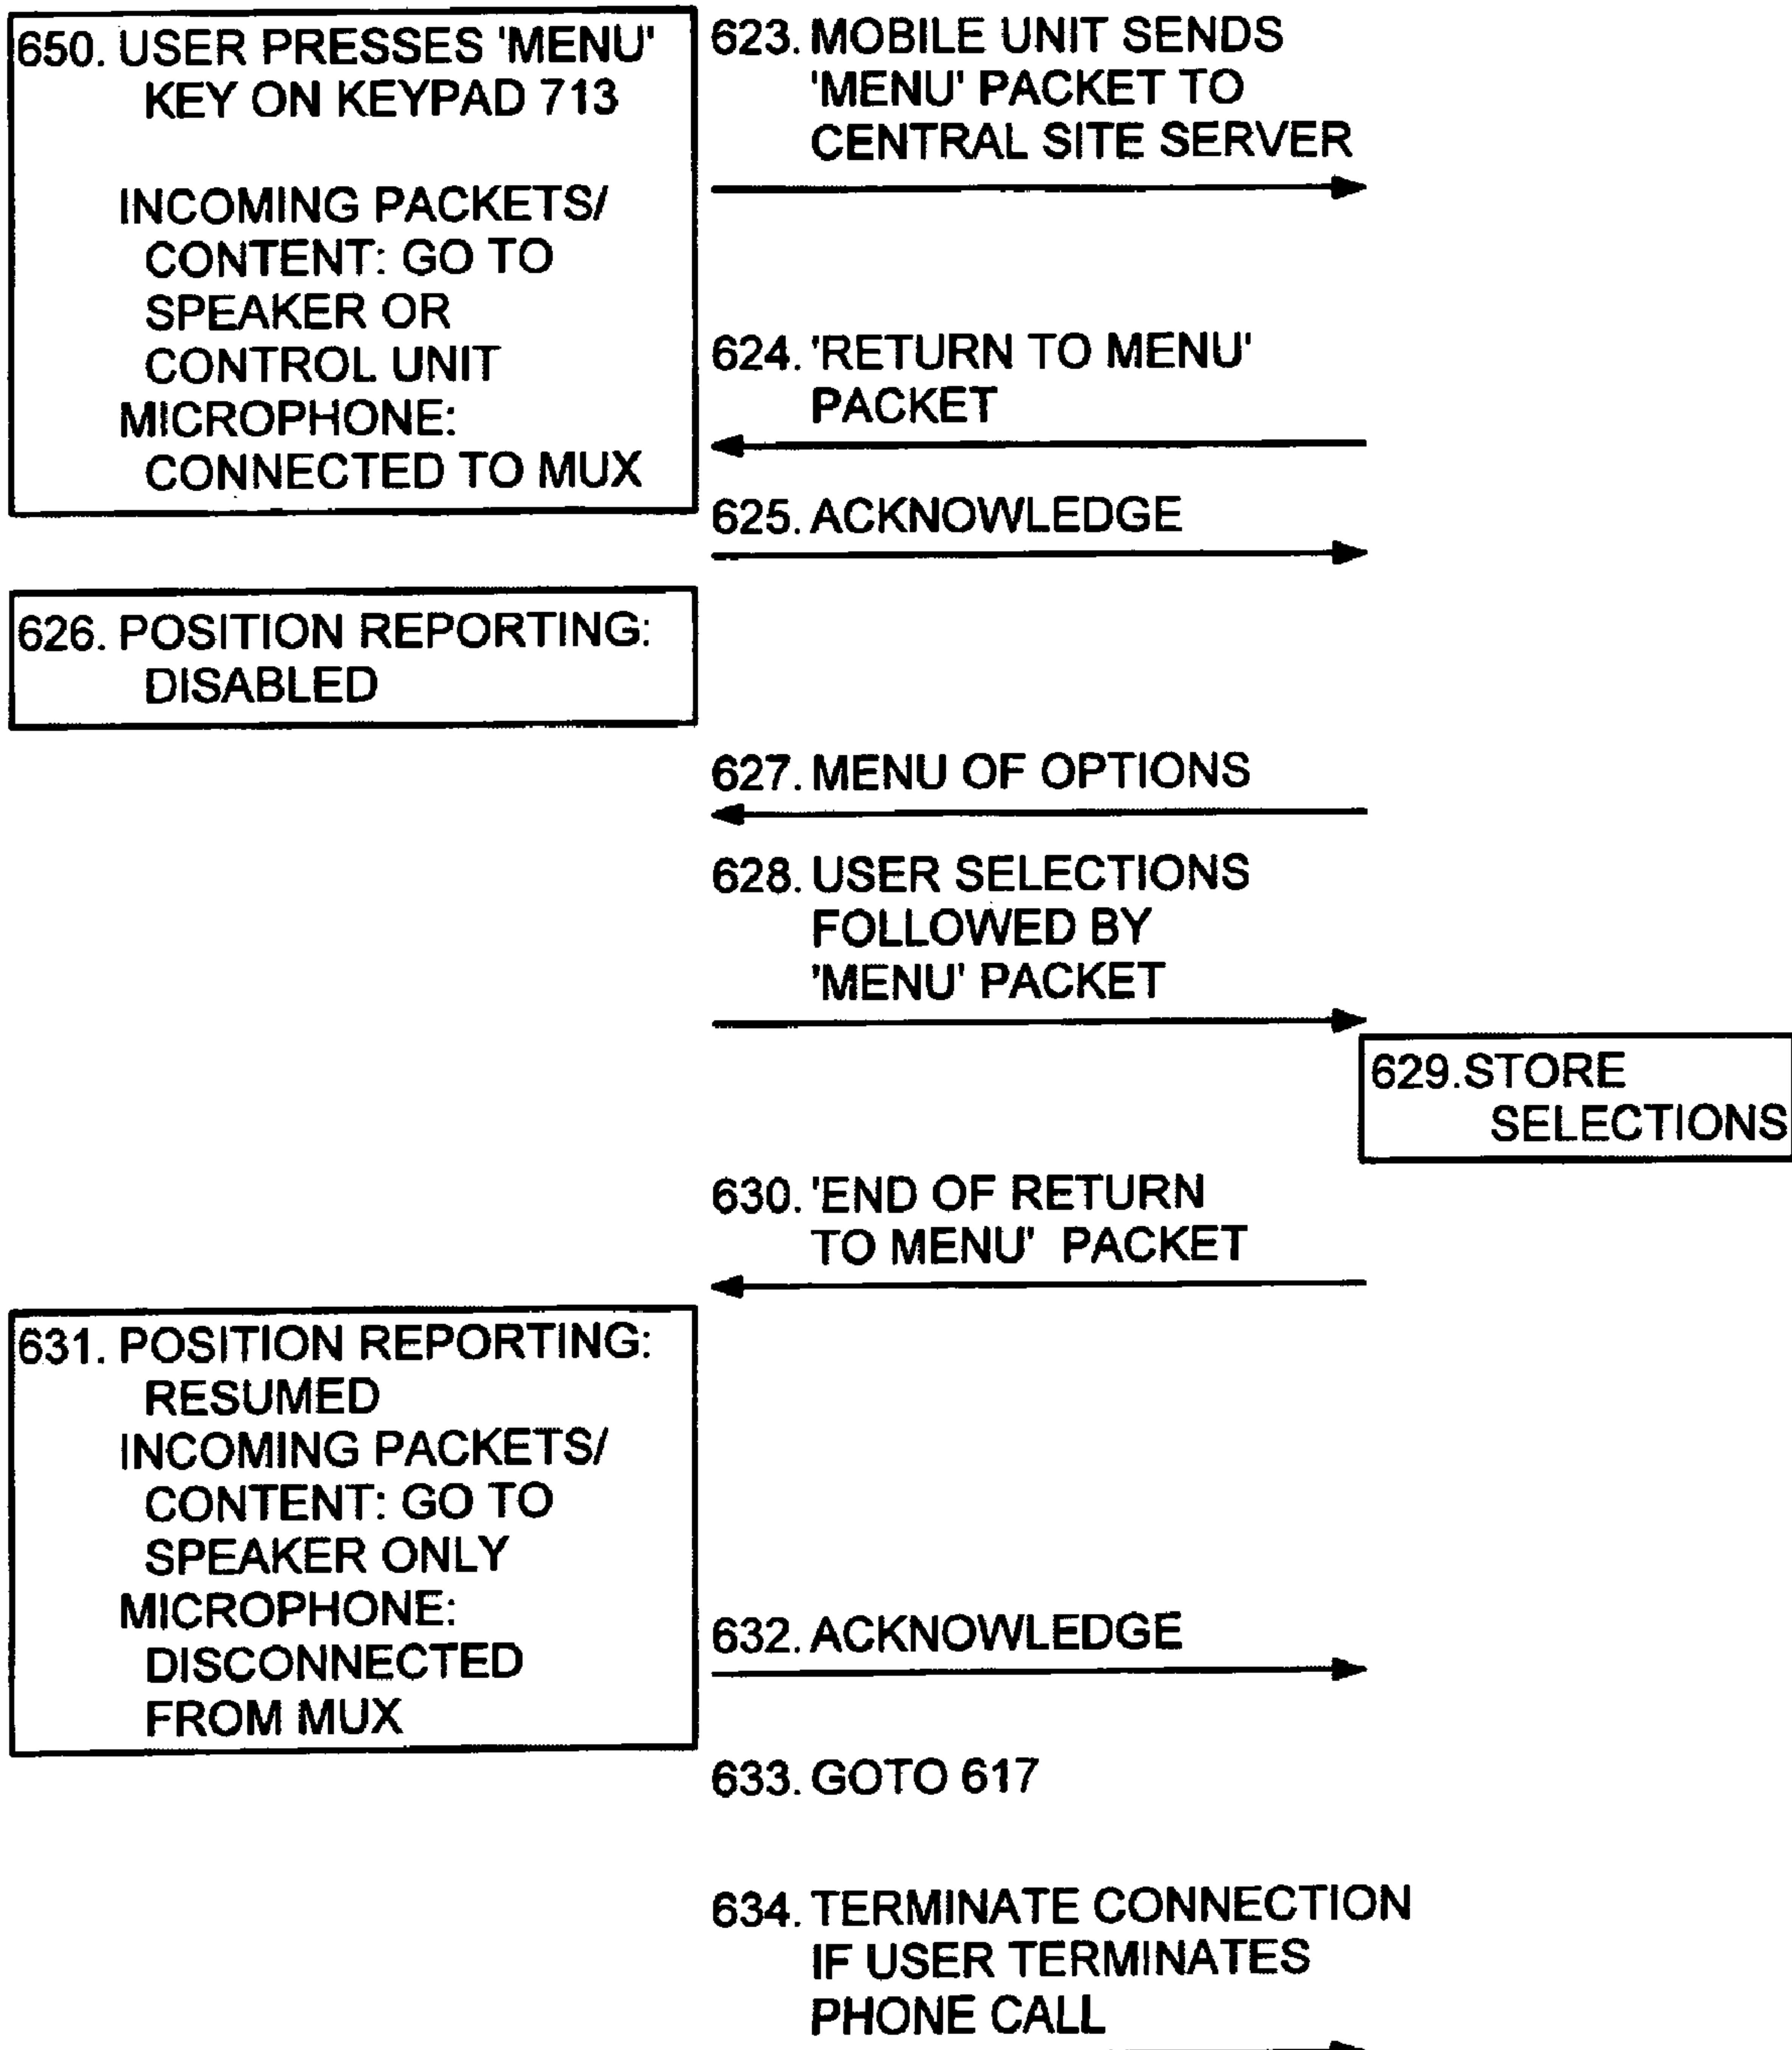 650. USER PRESSES 'MENU'
KEY ON KEYPAD 713
INCOMING PACKETS/
CONTENT: GO TO
SPEAKER OR
CONTROL UNIT
MICROPHONE:
CONNECTED TO MUX
623. MOBILE UNIT SENDS
'MENU' PACKET TO
CENTRAL SITE SERVER
624. 'RETURN TO MENU'
PACKET
625. ACKNOWLEDGE
626. POSITION REPORTING:
DISABLED
627. MENU OF OPTIONS
628. USER SELECTIONS
FOLLOWED BY
'MENU' PACKET
629. STORE
SELECTIONS
630. 'END OF RETURN
TO MENU' PACKET
631. POSITION REPORTING:
RESUMED
INCOMING PACKETS/
CONTENT: GO TO
SPEAKER ONLY
MICROPHONE:
DISCONNECTED
FROM MUX
632. ACKNOWLEDGE
633. GOTO 617
634. TERMINATE CONNECTION
IF USER TERMINATES
PHONE CALL